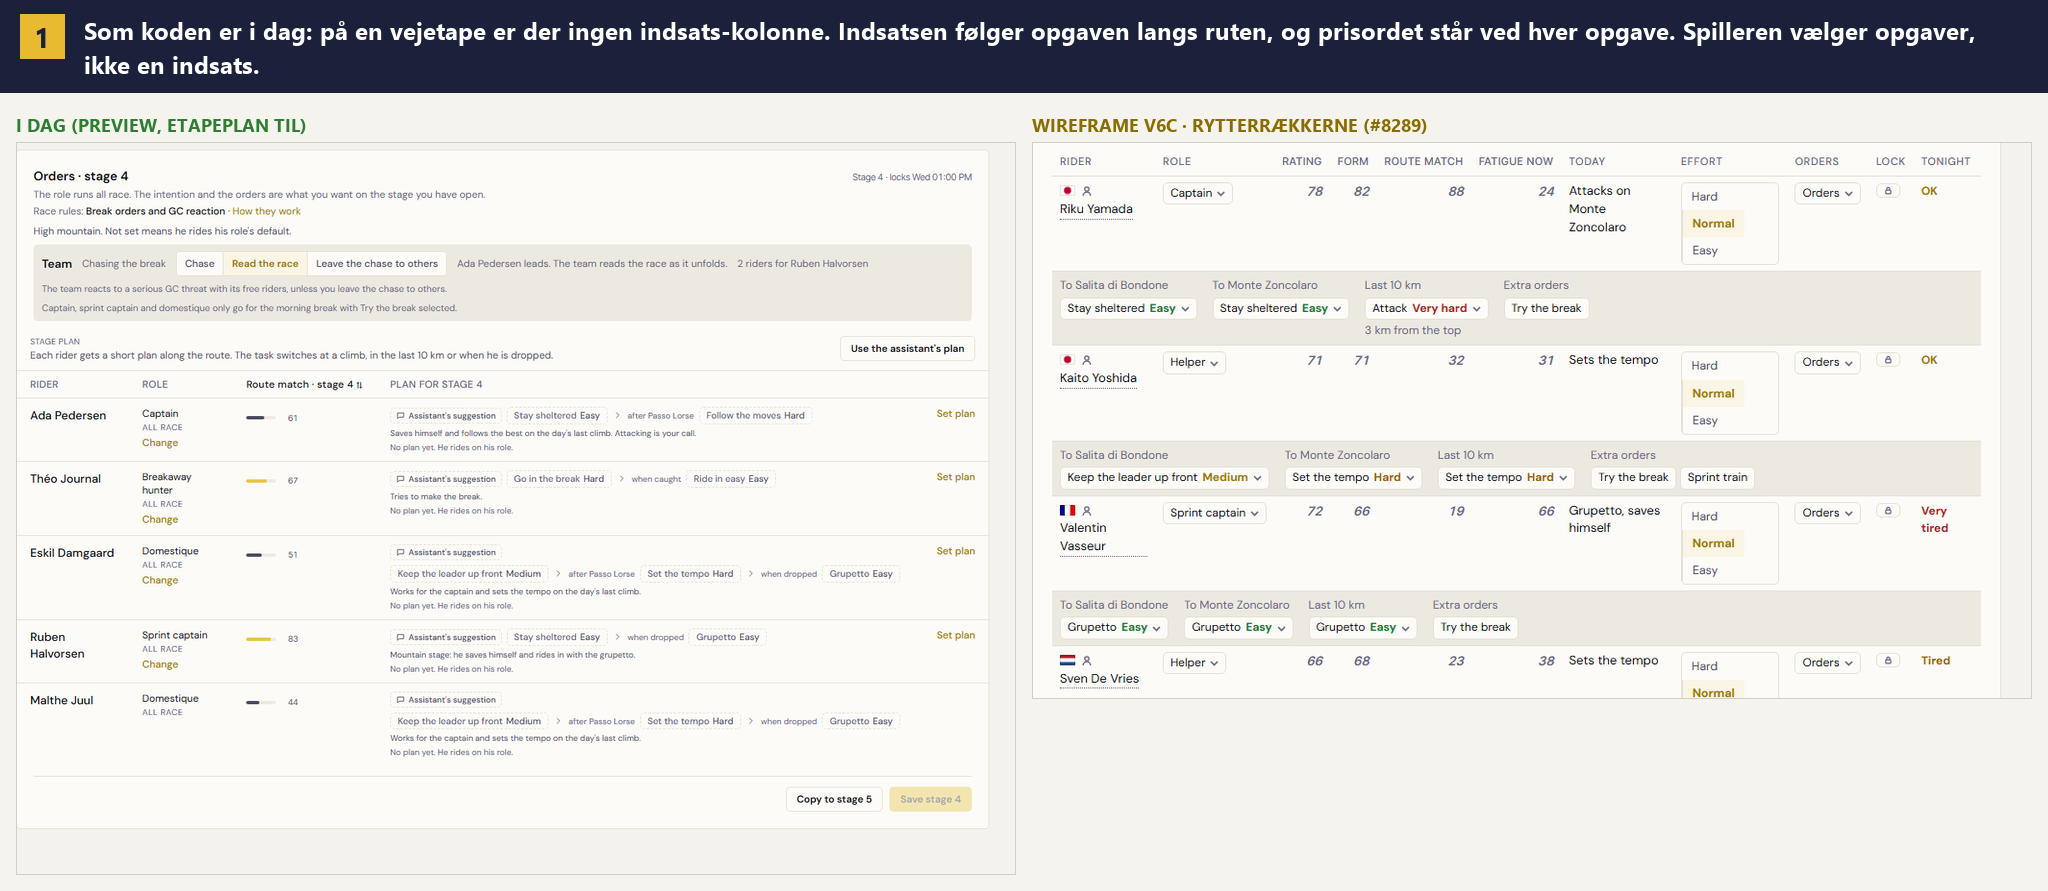 1
Som koden er i dag: på en vejetape er der ingen indsats-kolonne. Indsatsen følger opgaven langs ruten, og prisordet står ved hver opgave. Spilleren vælger opgaver,
ikke en indsats.
I DAG (PREVIEW, ETAPEPLAN TIL)
Orders · stage 4
Stage 4 · locks Wed 01:00 PM
The role runs all race. The intention and the orders are what you want on the stage you have open.
Race rules: Break orders and GC reaction · How they work
High mountain. Not set means he rides his role's default.
Team Chasing the break Chase Read the race Leave the chase to others Ada Pedersen leads. The team reads the race as it unfolds. 2 riders for Ruben Halvorsen
The team reacts to a serious GC threat with its free riders, unless you leave the chase to others.
Captain, sprint captain and domestique only go for the morning break with Try the break selected.
STAGE PLAN
Each rider gets a short plan along the route. The task switches at a climb, in the last 10 km or when he is dropped.
Use the assistant's plan
RIDER ROLE Route match · stage 4 ⇅ PLAN FOR STAGE 4
Ada Pedersen Captain 61 Assistant's suggestion Stay sheltered Easy > after Passo Lorse Follow the moves Hard Set plan
ALL RACE Saves himself and follows the best on the day's last climb. Attacking is your call.
Change No plan yet. He rides on his role.
Théo Journal Breakaway 67 Assistant's suggestion Go in the break Hard > when caught Ride in easy Easy Set plan
hunter Tries to make the break.
ALL RACE No plan yet. He rides on his role.
Change
Eskil Damgaard Domestique 51 Assistant's suggestion Set plan
ALL RACE
Change Keep the leader up front Medium > after Passo Lorse Set the tempo Hard > when dropped Grupetto Easy
Works for the captain and sets the tempo on the day's last climb.
No plan yet. He rides on his role.
Ruben Sprint captain 83 Assistant's suggestion Stay sheltered Easy > when dropped Grupetto Easy Set plan
Halvorsen ALL RACE Mountain stage: he saves himself and rides in with the grupetto.
Change No plan yet. He rides on his role.
Malthe Juul Domestique 44 Assistant's suggestion
ALL RACE
Keep the leader up front Medium > after Passo Lorse Set the tempo Hard > when dropped Grupetto Easy
Works for the captain and sets the tempo on the day's last climb.
No plan yet. He rides on his role.
Copy to stage 5 Save stage 4
WIREFRAME V6C · RYTTERRÆKKERNE (#8289)
RIDER ROLE RATING FORM ROUTE MATCH FATIGUE NOW TODAY EFFORT ORDERS LOCK TONIGHT
Riku Yamada Captain 78 82 88 24 Attacks on Monte Zoncolaro Hard Normal Easy Orders OK
To Salita di Bondone To Monte Zoncolaro Last 10 km Extra orders
Stay sheltered Easy Stay sheltered Easy Attack Very hard Try the break
3 km from the top
Kaito Yoshida Helper 71 71 32 31 Sets the tempo Hard Normal Easy Orders OK
To Salita di Bondone To Monte Zoncolaro Last 10 km Extra orders
Keep the leader up front Medium Set the tempo Hard Set the tempo Hard Try the break Sprint train
Valentin Vasseur Sprint captain 72 66 19 66 Grupetto, saves himself Hard Normal Easy Orders Very tired
To Salita di Bondone To Monte Zoncolaro Last 10 km Extra orders
Grupetto Easy Grupetto Easy Grupetto Easy Try the break
Sven De Vries Helper 66 68 23 38 Sets the tempo Hard Normal Orders Tired